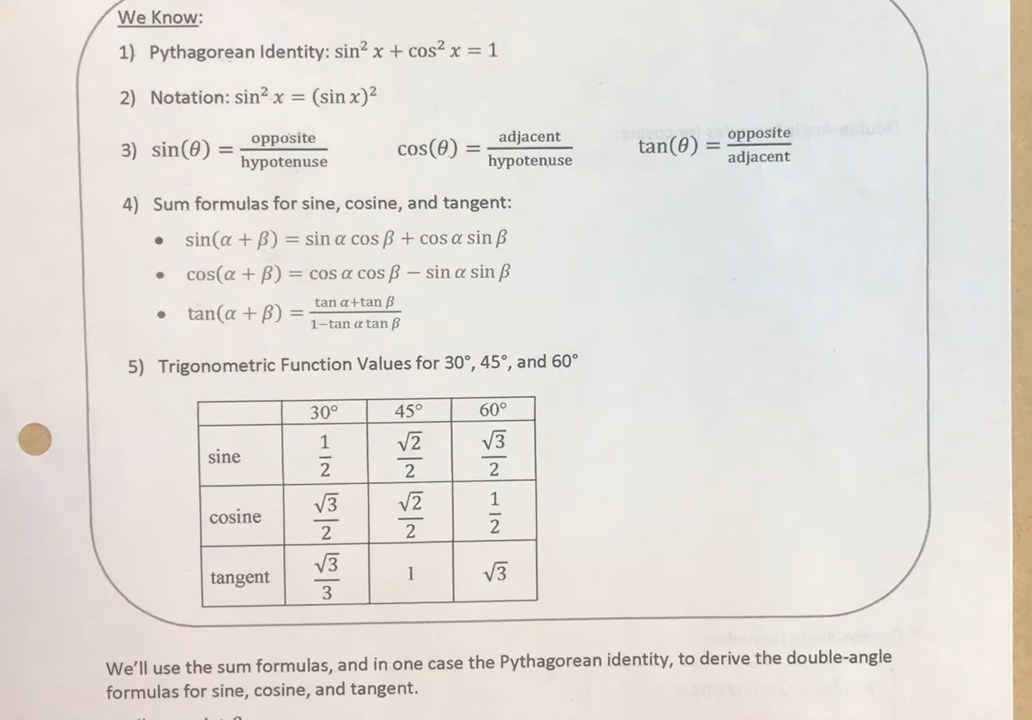 We Know:
1) Pythagorean Identity: sin² x + cos² x = 1
2) Notation: sin² x = (sin x)²
3) sin(θ) = opposite/hypotenuse cos(θ) = adjacent/hypotenuse tan(θ) = opposite/adjacent
4) Sum formulas for sine, cosine, and tangent:
• sin(α + β) = sin α cos β + cos α sin β
• cos(α + β) = cos α cos β − sin α sin β
• tan(α + β) = tan α+tan β/1−tan α tan β
5) Trigonometric Function Values for 30°, 45°, and 60°
30° 45° 60°
sine 1/2 √2/2 √3/2
cosine √3/2 √2/2 1/2
tangent √3/3 1 √3
We'll use the sum formulas, and in one case the Pythagorean identity, to derive the double-angle
formulas for sine, cosine, and tangent.